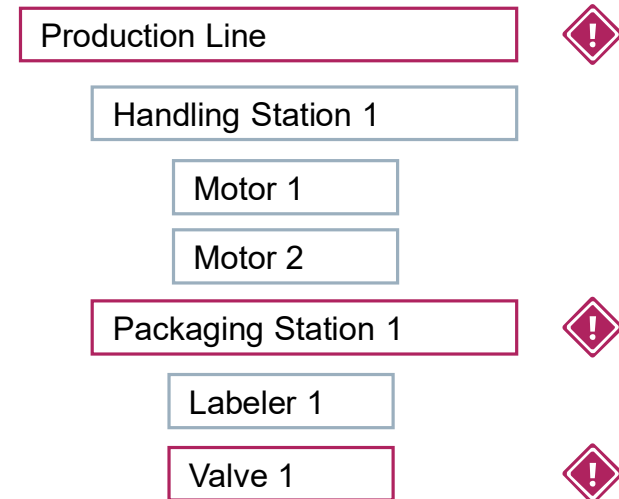 Production Line
Handling Station 1
Motor 1
Motor 2
Packaging Station 1
Labeler 1
Valve 1